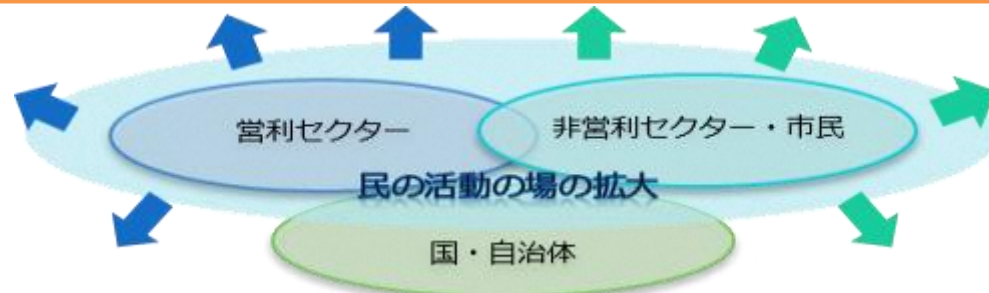 営利セクター
非営利セクター・市民
民の活動の場の拡大
国・自治体